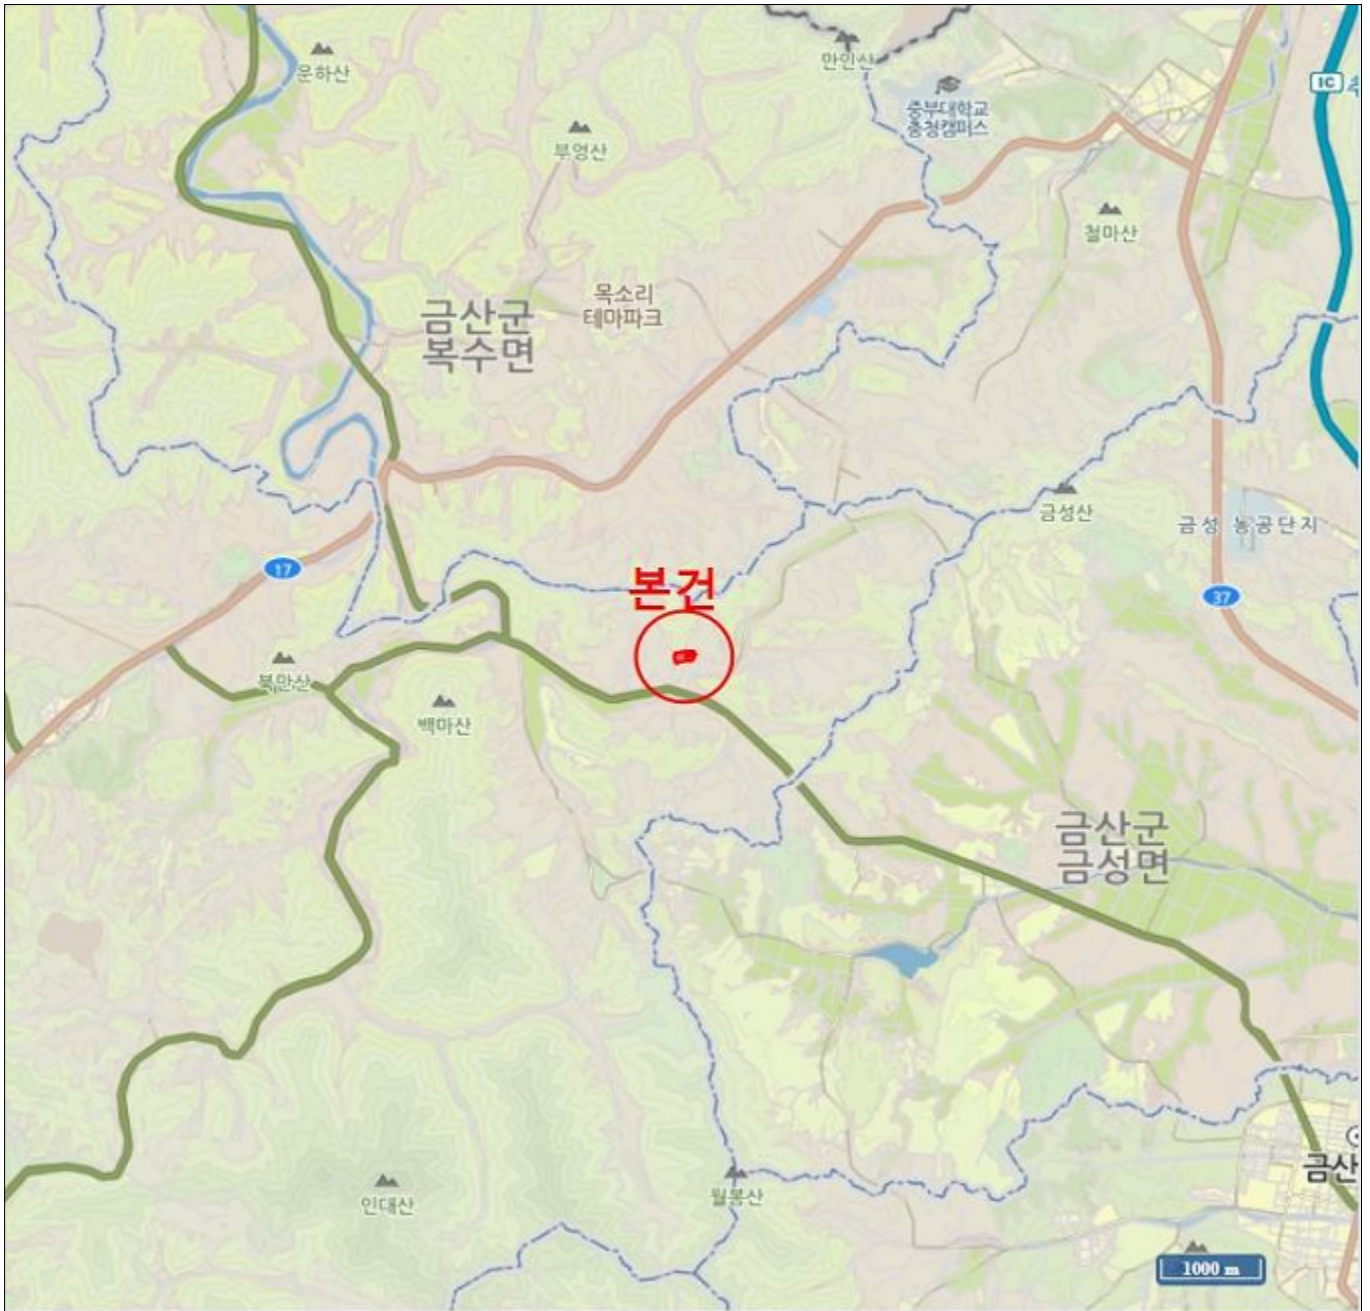 운하산
만인산
중부대학교
충청캠퍼스
IC
부엉산
철마산
목소리
테마파크
금산군
복수면
금성산
금성 농공단지
17
본건
37
북만산
백마산
금산군
금성면
금산
인대산
월봉산
1000 m